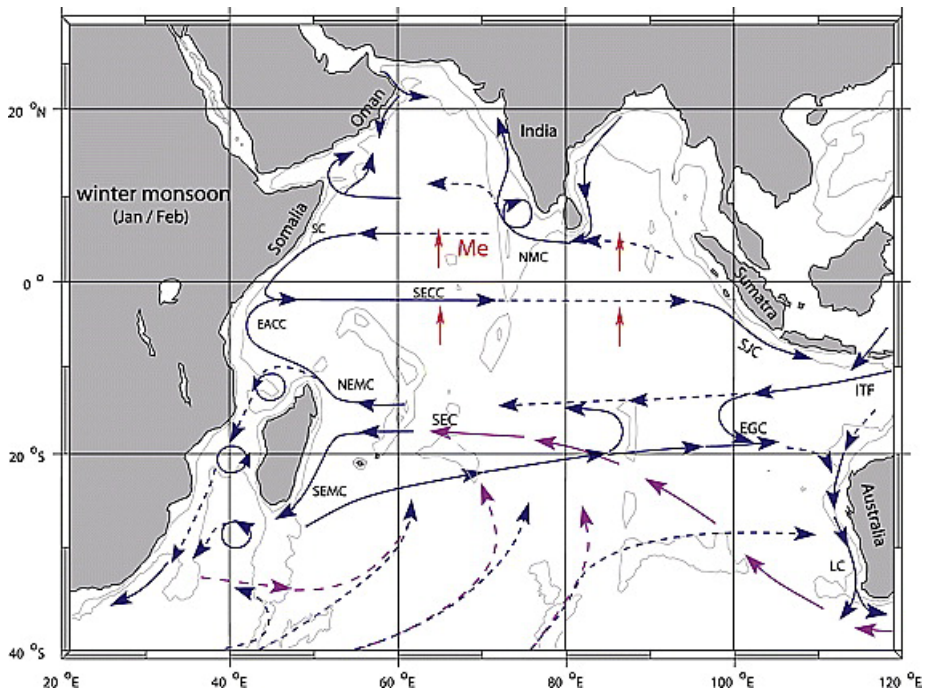 20 °N
0 °
20 °S
40 °S
20 °E
40 °E
60 °E
80 °E
100 °E
120 °E
winter monsoon
(Jan / Feb)
Oman
India
Somalia
SC
Me
NMC
Sumatra
SECC
EACC
SJC
NEMC
ITF
SEC
EGC
SEMC
Australia
LC